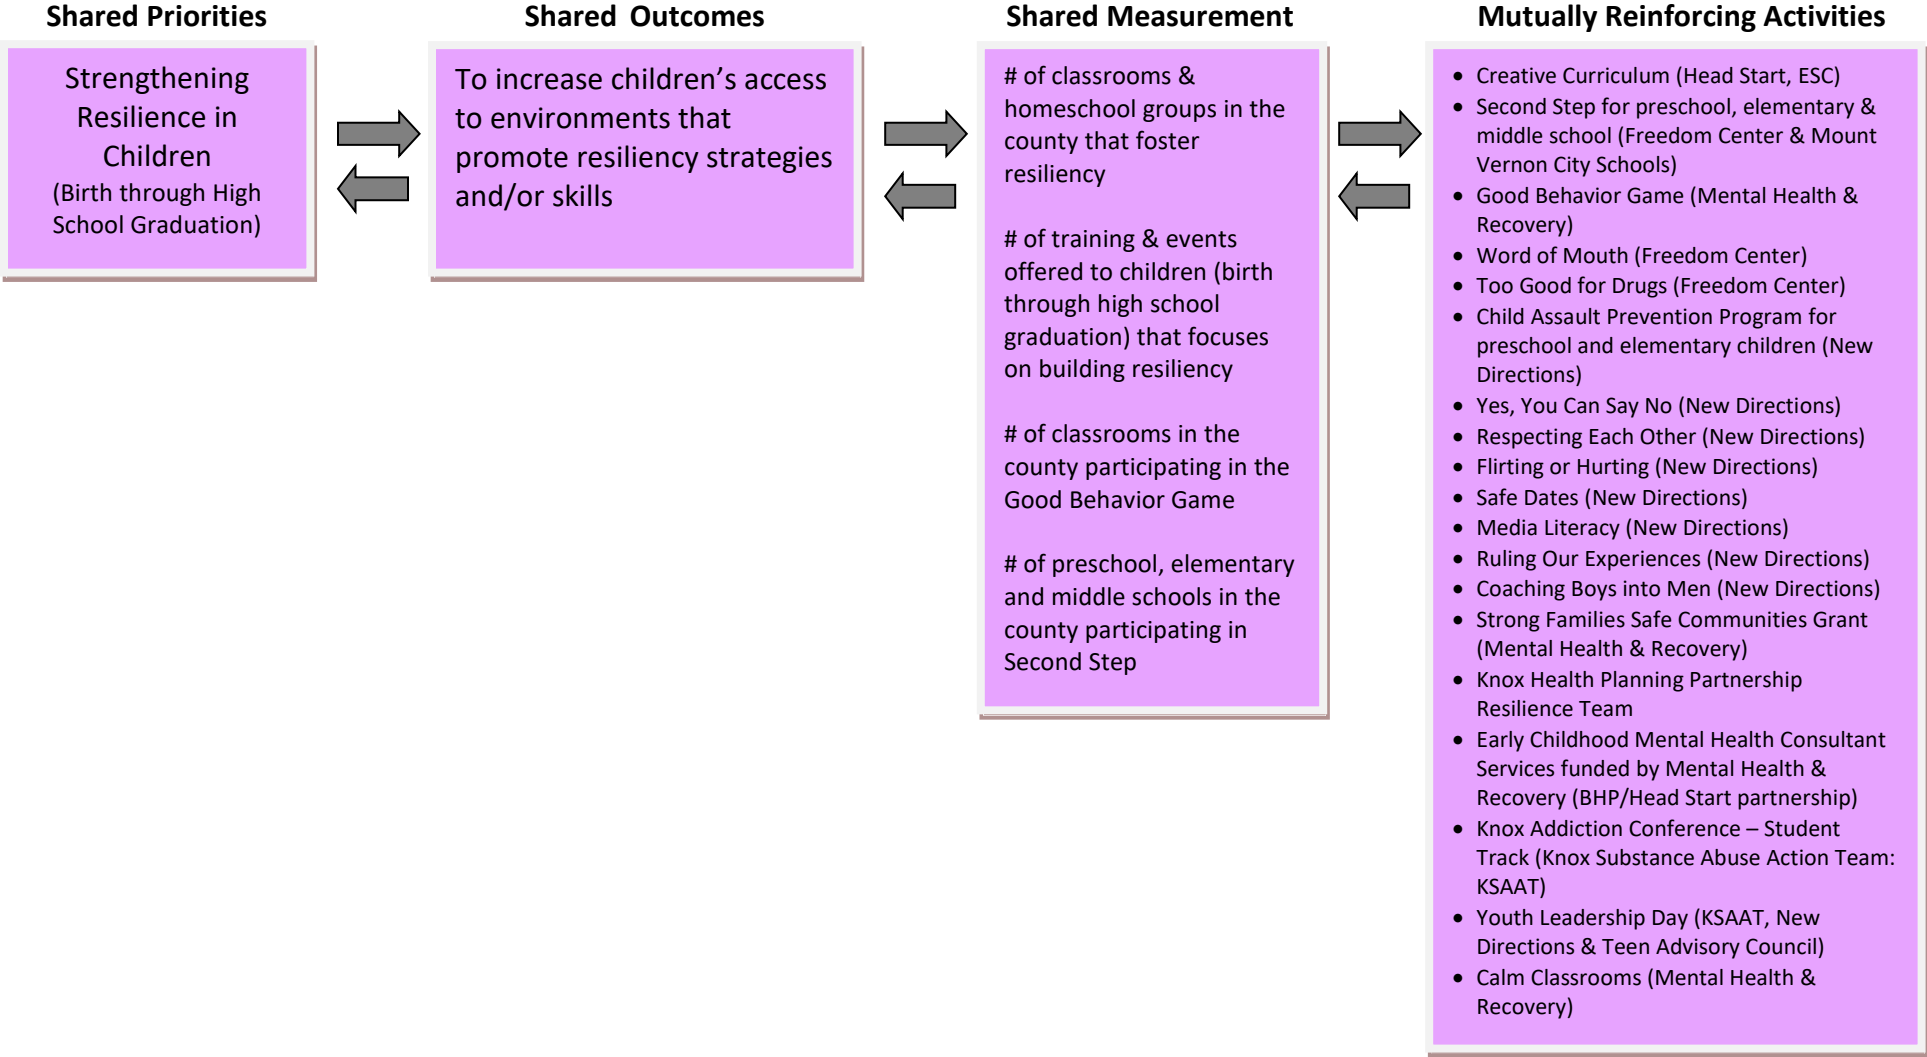 Shared Priorities
Strengthening
Resilience in
Children
(Birth through High
School Graduation)
Shared Outcomes
To increase children’s access
to environments that
promote resiliency strategies
and/or skills
Shared Measurement
# of classrooms &
homeschool groups in the
county that foster
resiliency
# of training & events
offered to children (birth
through high school
graduation) that focuses
on building resiliency
# of classrooms in the
county participating in the
Good Behavior Game
# of preschool, elementary
and middle schools in the
county participating in
Second Step
Mutually Reinforcing Activities
• Creative Curriculum (Head Start, ESC)
• Second Step for preschool, elementary &
middle school (Freedom Center & Mount
Vernon City Schools)
• Good Behavior Game (Mental Health &
Recovery)
• Word of Mouth (Freedom Center)
• Too Good for Drugs (Freedom Center)
• Child Assault Prevention Program for
preschool and elementary children (New
Directions)
• Yes, You Can Say No (New Directions)
• Respecting Each Other (New Directions)
• Flirting or Hurting (New Directions)
• Safe Dates (New Directions)
• Media Literacy (New Directions)
• Ruling Our Experiences (New Directions)
• Coaching Boys into Men (New Directions)
• Strong Families Safe Communities Grant
(Mental Health & Recovery)
• Knox Health Planning Partnership
Resilience Team
• Early Childhood Mental Health Consultant
Services funded by Mental Health &
Recovery (BHP/Head Start partnership)
• Knox Addiction Conference – Student
Track (Knox Substance Abuse Action Team:
KSAAT)
• Youth Leadership Day (KSAAT, New
Directions & Teen Advisory Council)
• Calm Classrooms (Mental Health &
Recovery)